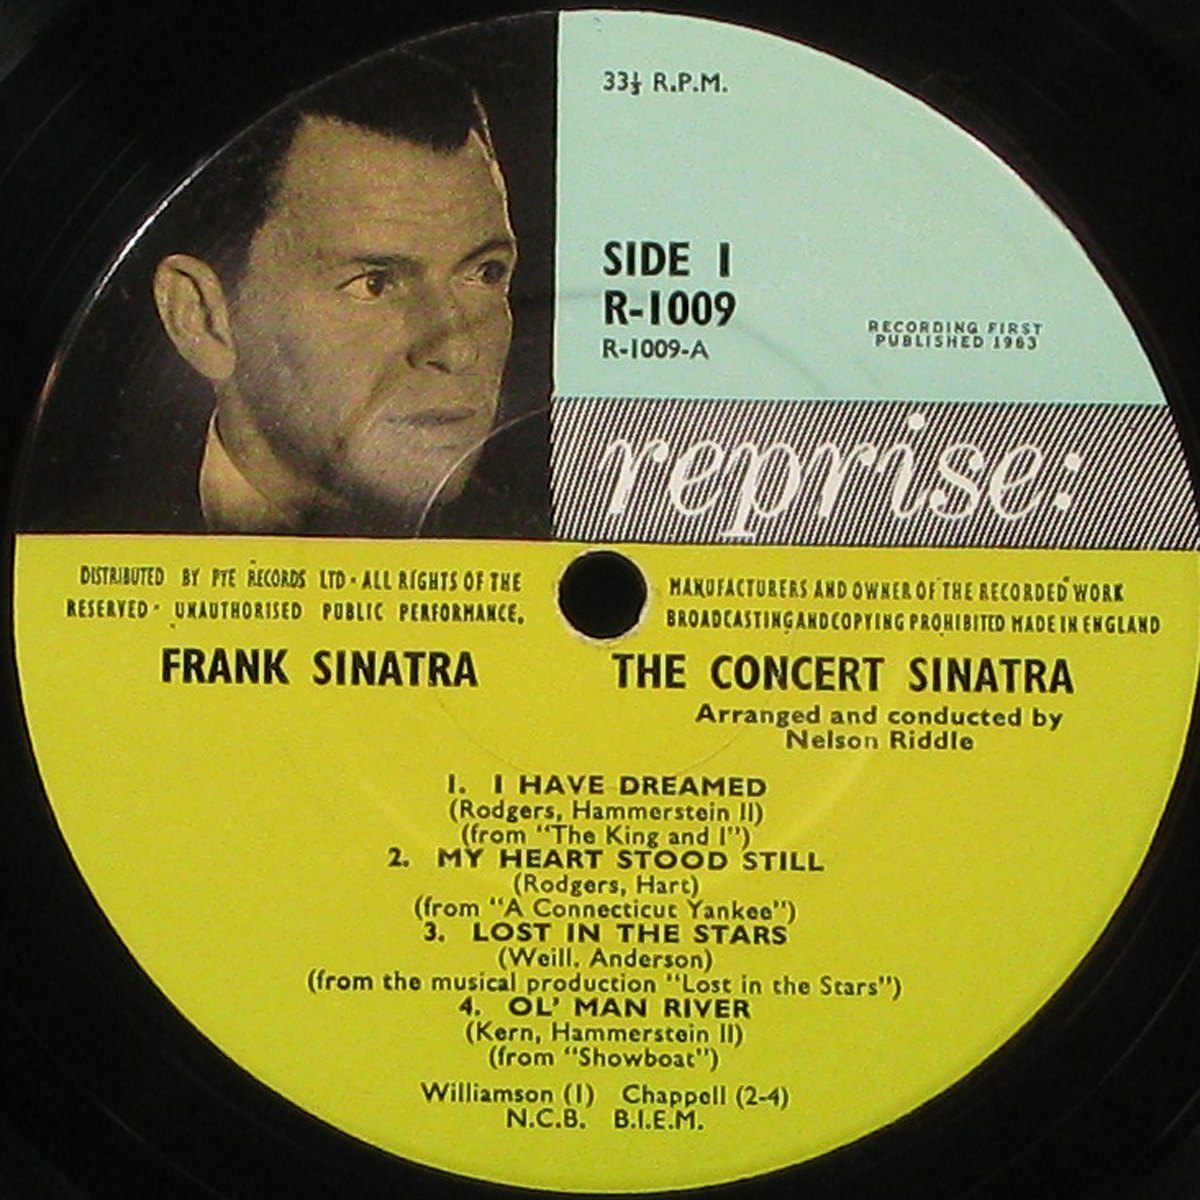 33⅓ R.P.M.
SIDE 1
R-1009
R-1009-A
RECORDING FIRST
PUBLISHED 1963
reprise:
DISTRIBUTED BY PYE RECORDS LTD · ALL RIGHTS OF THE MANUFACTURERS AND OWNER OF THE RECORDED WORK
RESERVED · UNAUTHORISED PUBLIC PERFORMANCE, BROADCASTING AND COPYING PROHIBITED MADE IN ENGLAND
FRANK SINATRA
THE CONCERT SINATRA
Arranged and conducted by
Nelson Riddle
1. I HAVE DREAMED
(Rodgers, Hammerstein II)
(from "The King and I")
2. MY HEART STOOD STILL
(Rodgers, Hart)
(from "A Connecticut Yankee")
3. LOST IN THE STARS
(Weill, Anderson)
(from the musical production "Lost in the Stars")
4. OL' MAN RIVER
(Kern, Hammerstein II)
(from "Showboat")
Williamson (1) Chappell (2-4)
N.C.B. B.I.E.M.